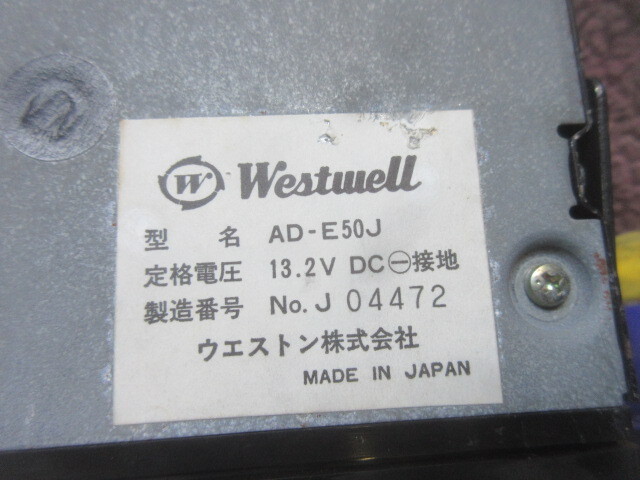 W Westwell
型 名 AD-E50J
定格電圧 13.2V DC⊖接地
製造番号 No. J 04472
ウエストン株式会社
MADE IN JAPAN